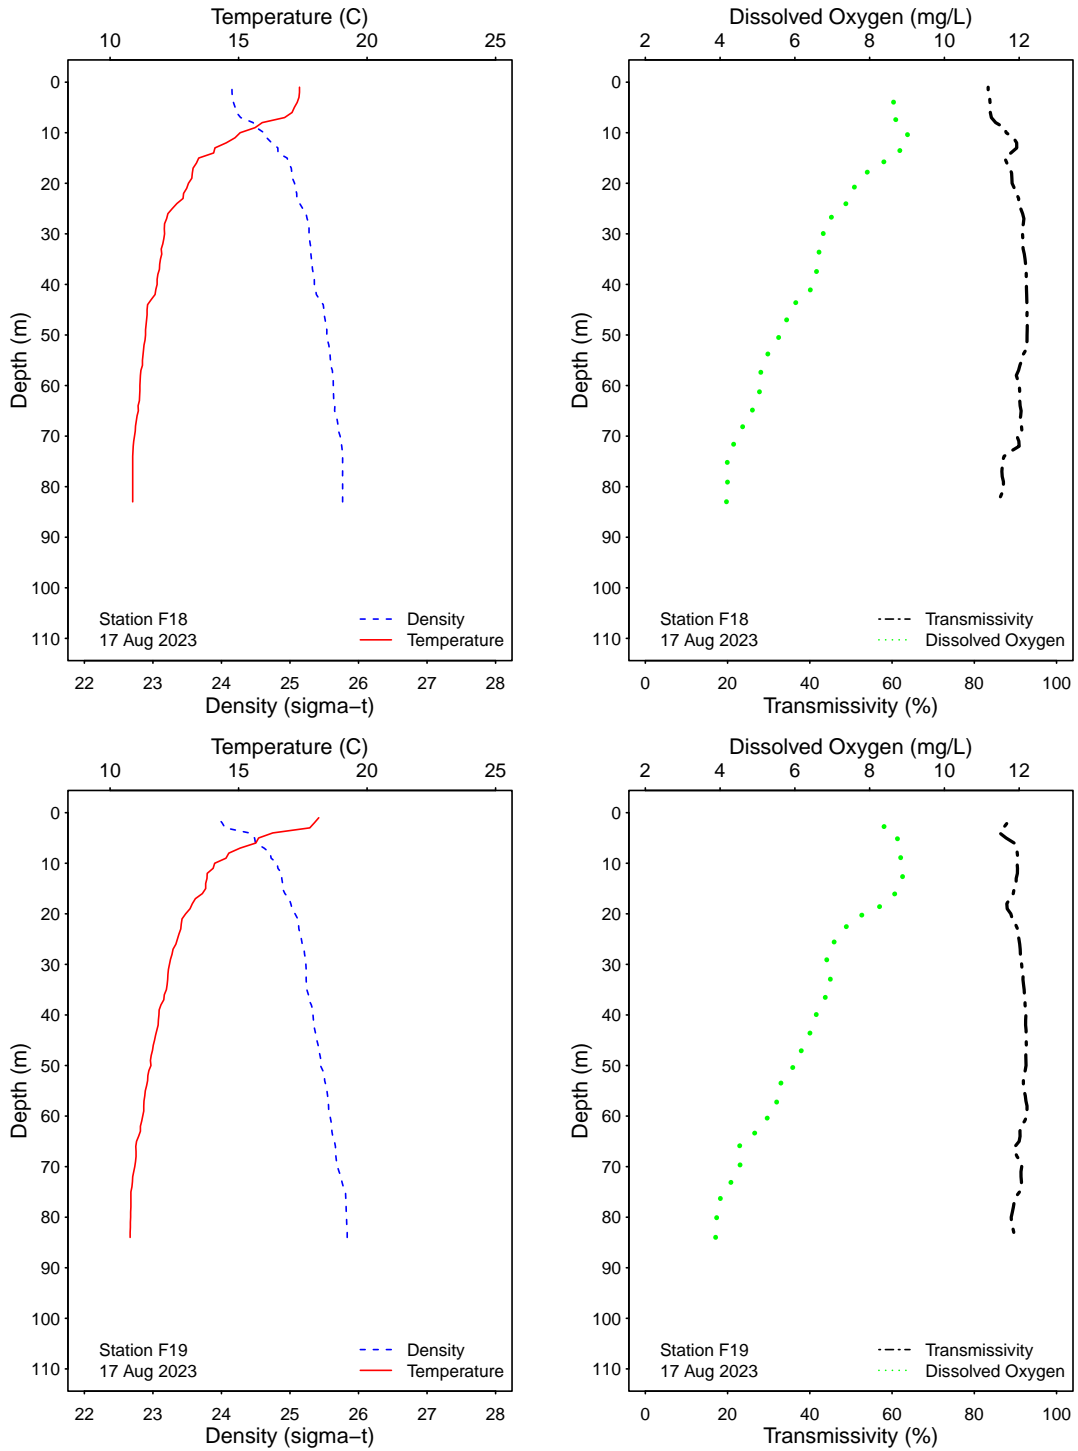 Temperature (C)
10 15 20 25
0
10
20
30
40
50
60
70
80
90
100
110
Depth (m)
Station F18
17 Aug 2023
Density
Temperature
22 23 24 25 26 27 28
Density (sigma−t)
Dissolved Oxygen (mg/L)
2 4 6 8 10 12
0
10
20
30
40
50
60
70
80
90
100
110
Depth (m)
Station F18
17 Aug 2023
Transmissivity
Dissolved Oxygen
0 20 40 60 80 100
Transmissivity (%)
Temperature (C)
10 15 20 25
0
10
20
30
40
50
60
70
80
90
100
110
Depth (m)
Station F19
17 Aug 2023
Density
Temperature
22 23 24 25 26 27 28
Density (sigma−t)
Dissolved Oxygen (mg/L)
2 4 6 8 10 12
0
10
20
30
40
50
60
70
80
90
100
110
Depth (m)
Station F19
17 Aug 2023
Transmissivity
Dissolved Oxygen
0 20 40 60 80 100
Transmissivity (%)